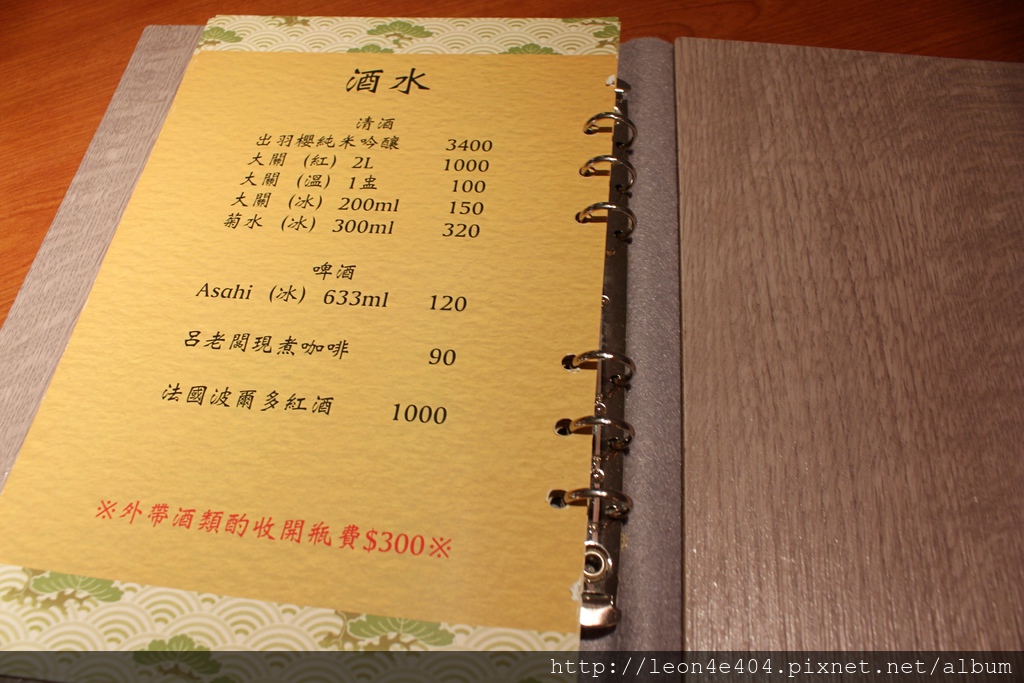 酒水
清酒
出羽櫻純米吟釀 3400
大關 (紅) 2L 1000
大關 (溫) 1盅 100
大關 (冰) 200ml 150
菊水 (冰) 300ml 320
啤酒
Asahi (冰) 633ml 120
呂老闆現煮咖啡 90
法國波爾多紅酒 1000
※外帶酒類酌收開瓶費$300※
http://leon4e404.pixnet.net/album